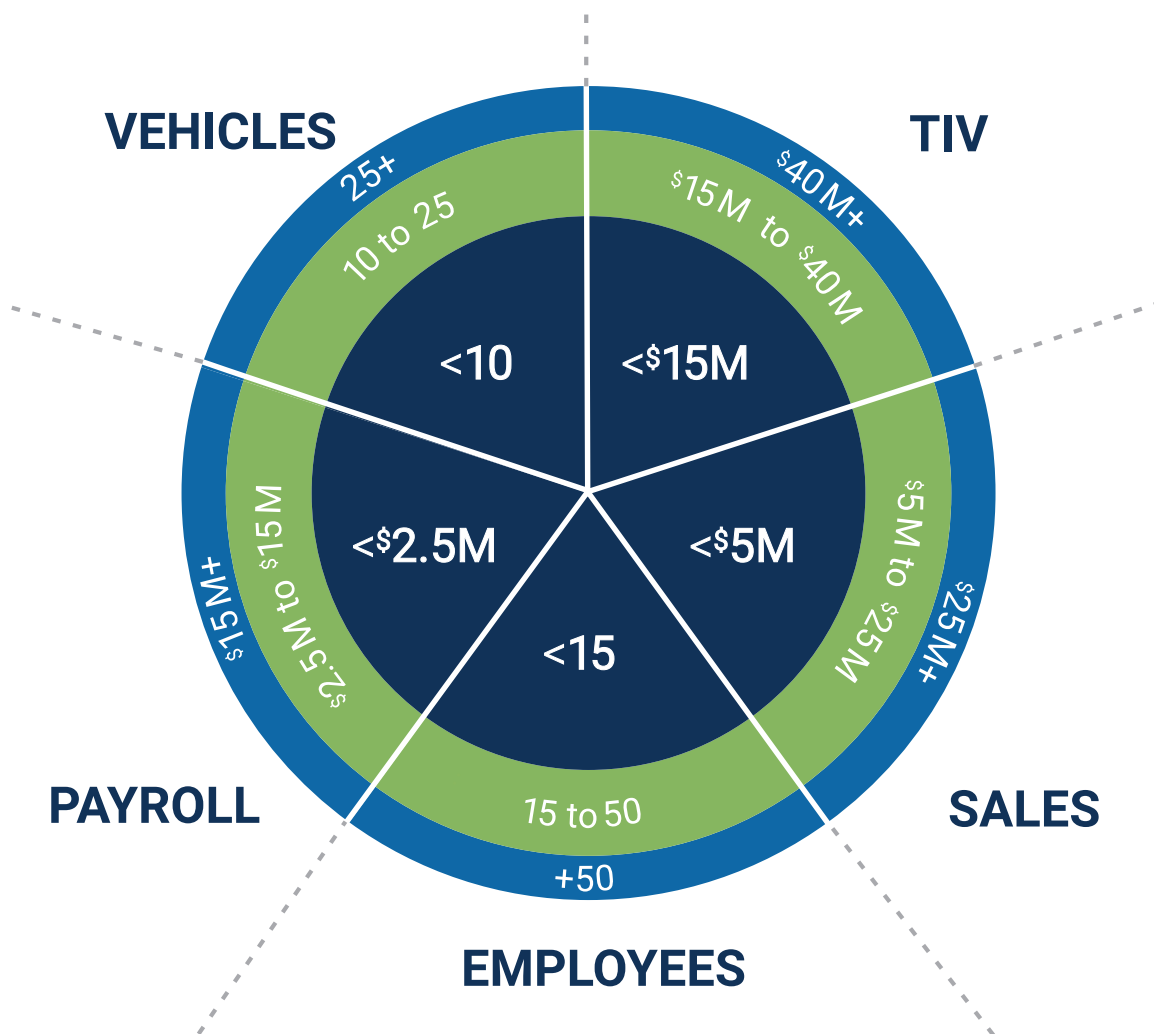 VEHICLES
25+
10 to 25
<10
TIV
$40M+
$15M to $40M
<$15M
SALES
$25M+
$5M to $25M
<$5M
EMPLOYEES
+50
15 to 50
<15
PAYROLL
$15M+
$2.5M to $15M
<$2.5M